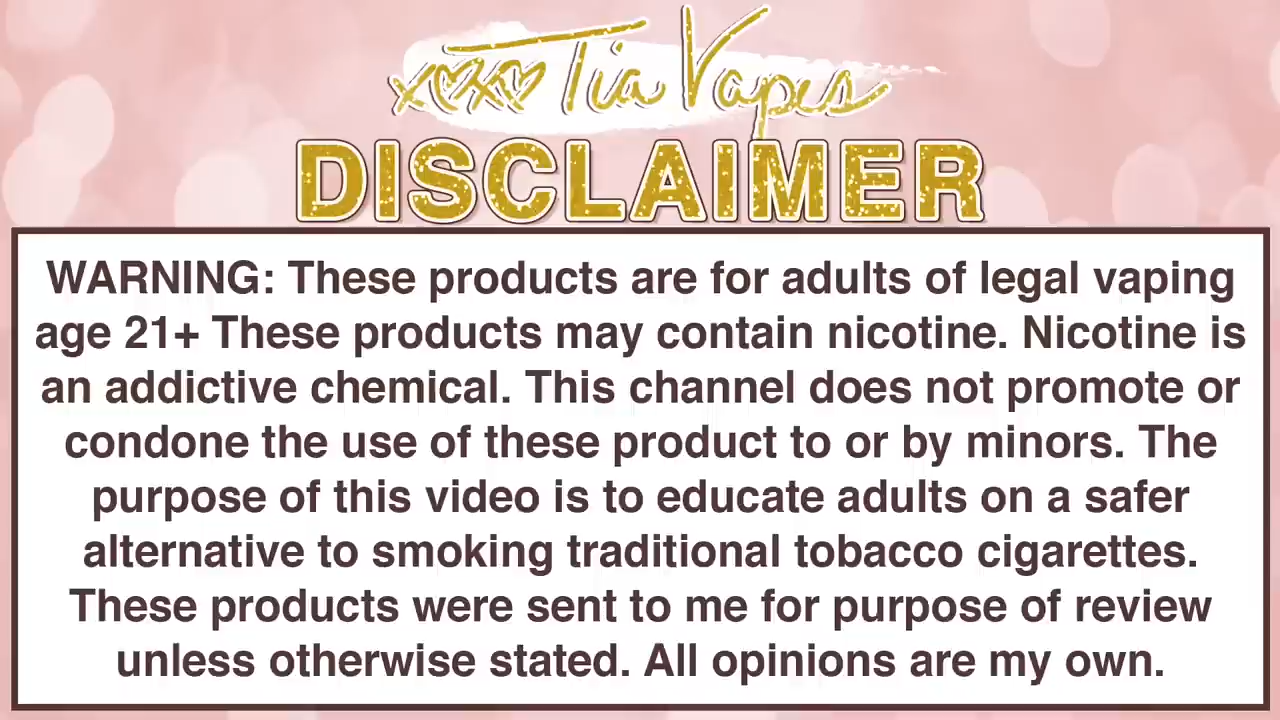 xoxo Tia Vapes
DISCLAIMER
WARNING: These products are for adults of legal vaping
age 21+ These products may contain nicotine. Nicotine is
an addictive chemical. This channel does not promote or
condone the use of these product to or by minors. The
purpose of this video is to educate adults on a safer
alternative to smoking traditional tobacco cigarettes.
These products were sent to me for purpose of review
unless otherwise stated. All opinions are my own.